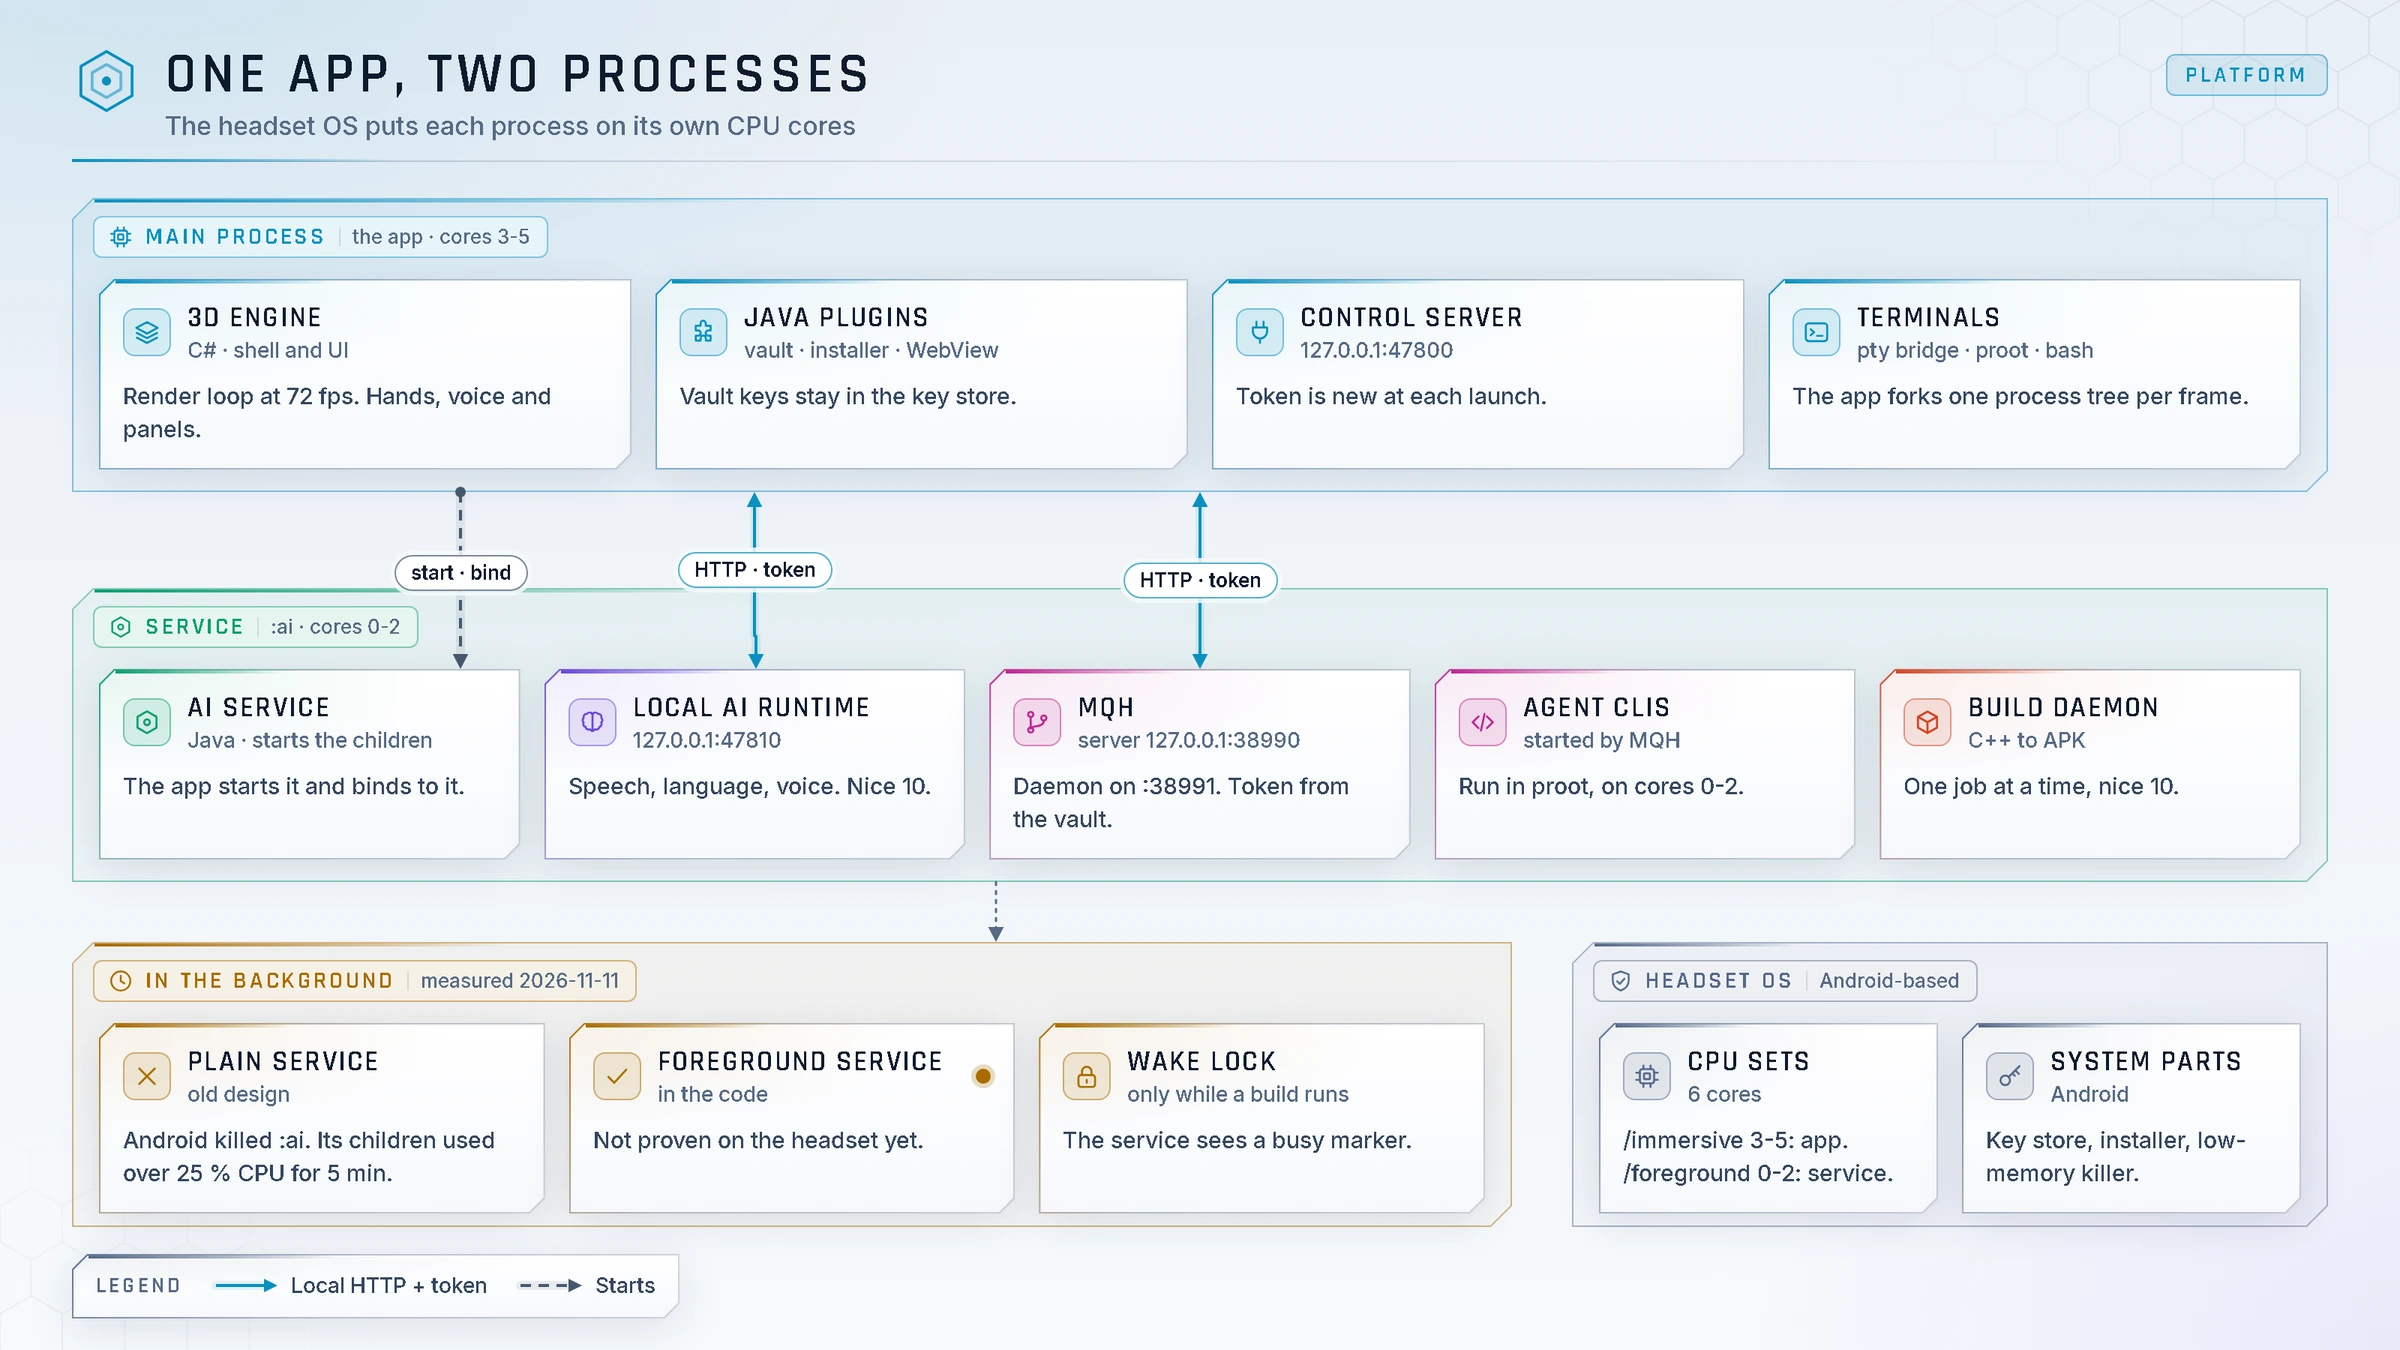 ONE APP, TWO PROCESSES
The headset OS puts each process on its own CPU cores
PLATFORM
MAIN PROCESS the app · cores 3-5
3D ENGINE
C# · shell and UI
Render loop at 72 fps. Hands, voice and
panels.
JAVA PLUGINS
vault · installer · WebView
Vault keys stay in the key store.
CONTROL SERVER
127.0.0.1:47800
Token is new at each launch.
TERMINALS
pty bridge · proot · bash
The app forks one process tree per frame.
start · bind
HTTP · token
HTTP · token
SERVICE :ai · cores 0-2
AI SERVICE
Java · starts the children
The app starts it and binds to it.
LOCAL AI RUNTIME
127.0.0.1:47810
Speech, language, voice. Nice 10.
MQH
server 127.0.0.1:38990
Daemon on :38991. Token from
the vault.
AGENT CLIS
started by MQH
Run in proot, on cores 0-2.
BUILD DAEMON
C++ to APK
One job at a time, nice 10.
IN THE BACKGROUND measured 2026-11-11
PLAIN SERVICE
old design
Android killed :ai. Its children used
over 25 % CPU for 5 min.
FOREGROUND SERVICE
in the code
Not proven on the headset yet.
WAKE LOCK
only while a build runs
The service sees a busy marker.
HEADSET OS Android-based
CPU SETS
6 cores
/immersive 3-5: app.
/foreground 0-2: service.
SYSTEM PARTS
Android
Key store, installer, low-
memory killer.
LEGEND Local HTTP + token Starts